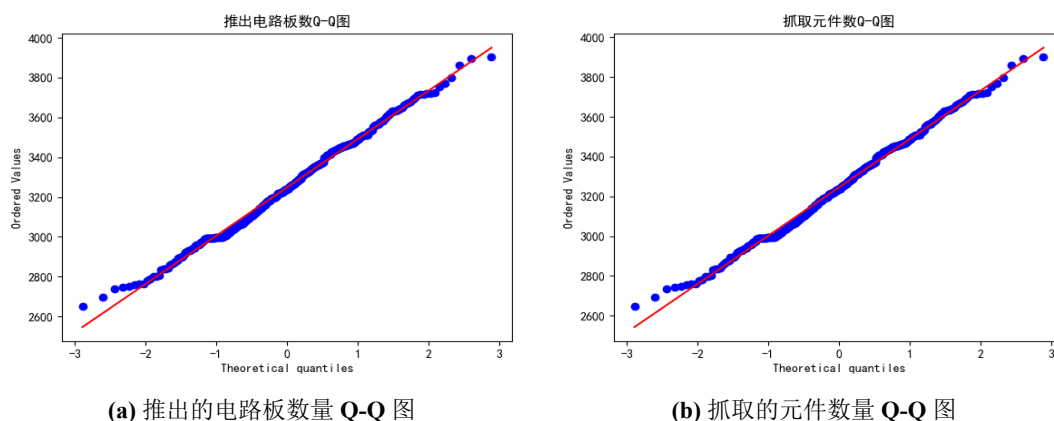 推出电路板数Q-Q图
4000
3800
3600
3400
3200
3000
2800
2600
Ordered Values
-3 -2 -1 0 1 2 3
Theoretical quantiles
(a) 推出的电路板数量 Q-Q 图
抓取元件数Q-Q图
4000
3800
3600
3400
3200
3000
2800
2600
Ordered Values
-3 -2 -1 0 1 2 3
Theoretical quantiles
(b) 抓取的元件数量 Q-Q 图